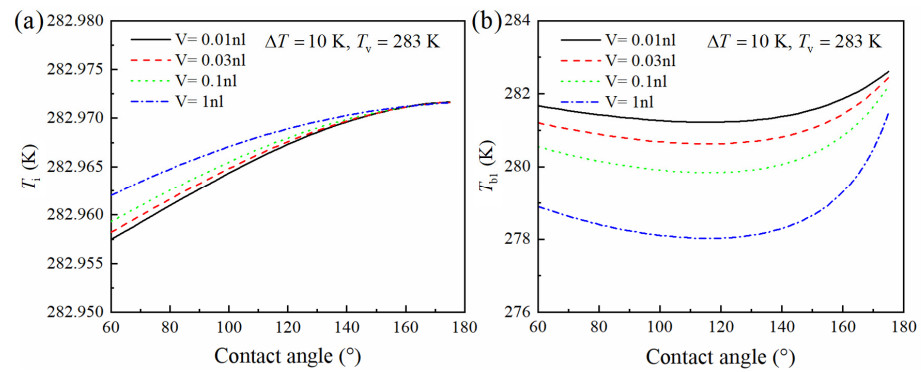 (a)
282.980
282.975
282.970
282.965
282.960
282.955
282.950
Tᵢ (K)
V= 0.01nl
V= 0.03nl
V= 0.1nl
V= 1nl
ΔT = 10 K, Tᵥ = 283 K
60 80 100 120 140 160 180
Contact angle (°)
(b)
284
282
280
278
276
T_b1 (K)
V= 0.01nl
V= 0.03nl
V= 0.1nl
V= 1nl
ΔT = 10 K, Tᵥ = 283 K
60 80 100 120 140 160 180
Contact angle (°)